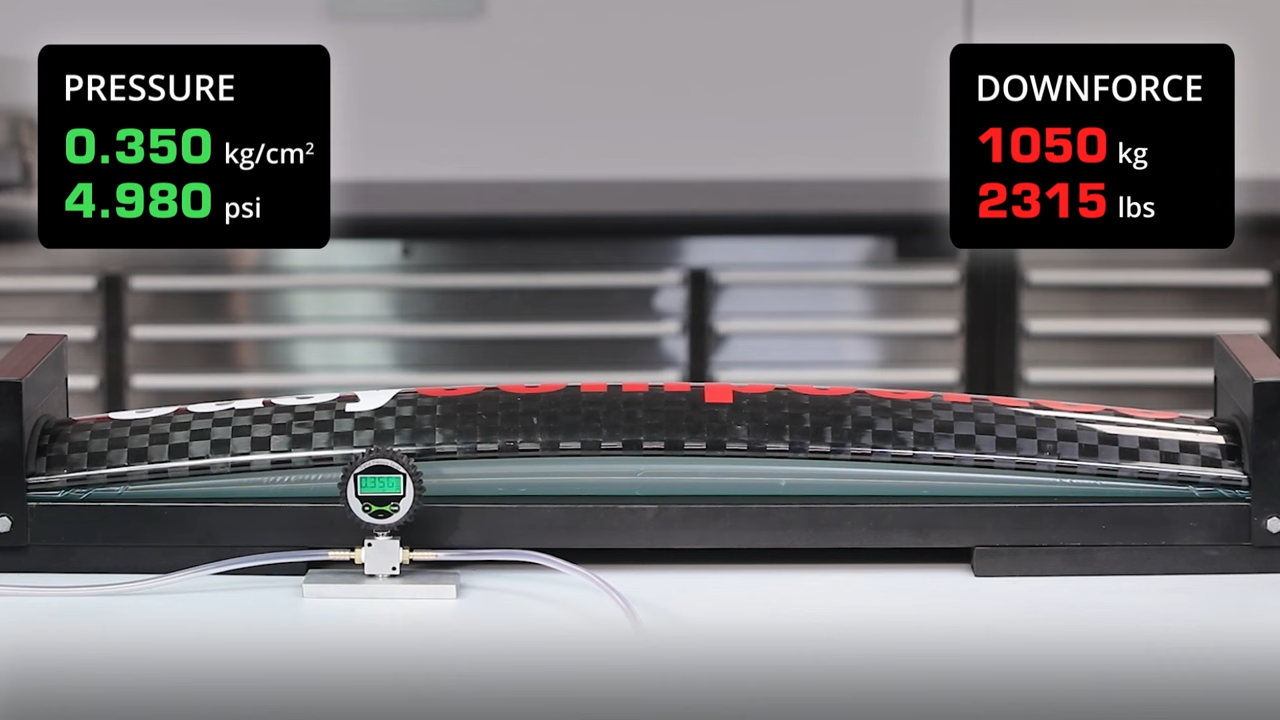 PRESSURE
0.350 kg/cm²
4.980 psi
DOWNFORCE
1050 kg
2315 lbs
0.350